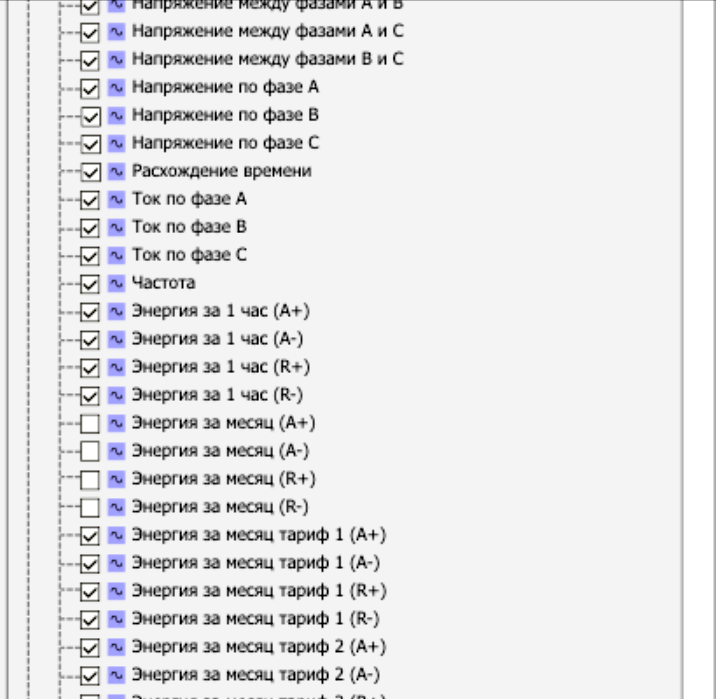 Напряжение между фазами A и B
Напряжение между фазами A и C
Напряжение между фазами B и C
Напряжение по фазе A
Напряжение по фазе B
Напряжение по фазе C
Расхождение времени
Ток по фазе A
Ток по фазе B
Ток по фазе C
Частота
Энергия за 1 час (A+)
Энергия за 1 час (A-)
Энергия за 1 час (R+)
Энергия за 1 час (R-)
Энергия за месяц (A+)
Энергия за месяц (A-)
Энергия за месяц (R+)
Энергия за месяц (R-)
Энергия за месяц тариф 1 (A+)
Энергия за месяц тариф 1 (A-)
Энергия за месяц тариф 1 (R+)
Энергия за месяц тариф 1 (R-)
Энергия за месяц тариф 2 (A+)
Энергия за месяц тариф 2 (A-)